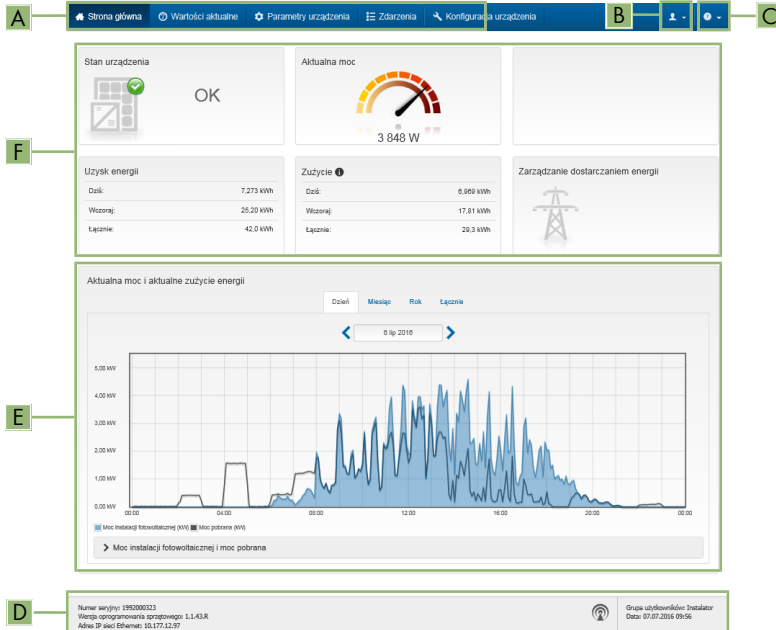 A
Strona główna Wartości aktualne Parametry urządzenia Zdarzenia Konfiguracja urządzenia
B
C
Stan urządzenia
OK
Aktualna moc
3 848 W
F
Uzysk energii
Dziś: 7,273 kWh
Wczoraj: 25,20 kWh
Łącznie: 42,0 kWh
Zużycie
Dziś: 6,969 kWh
Wczoraj: 17,81 kWh
Łącznie: 29,3 kWh
Zarządzanie dostarczaniem energii
Aktualna moc i aktualne zużycie energii
Dzień Miesiąc Rok Łącznie
6 lip 2016
E
5,00 kW
4,00 kW
3,00 kW
2,00 kW
1,00 kW
0,00 kW
00:00 04:00 08:00 12:00 16:00 20:00 00:00
Moc instalacji fotowoltaicznej (kW) Moc pobrana (kW)
Moc instalacji fotowoltaicznej i moc pobrana
D
Numer seryjny: 1992000323
Wersja oprogramowania sprzętowego: 1.1.43.R
Adres IP sieci Ethernet: 10.177.12.97
Grupa użytkowników: Instalator
Data: 07.07.2016 09:56